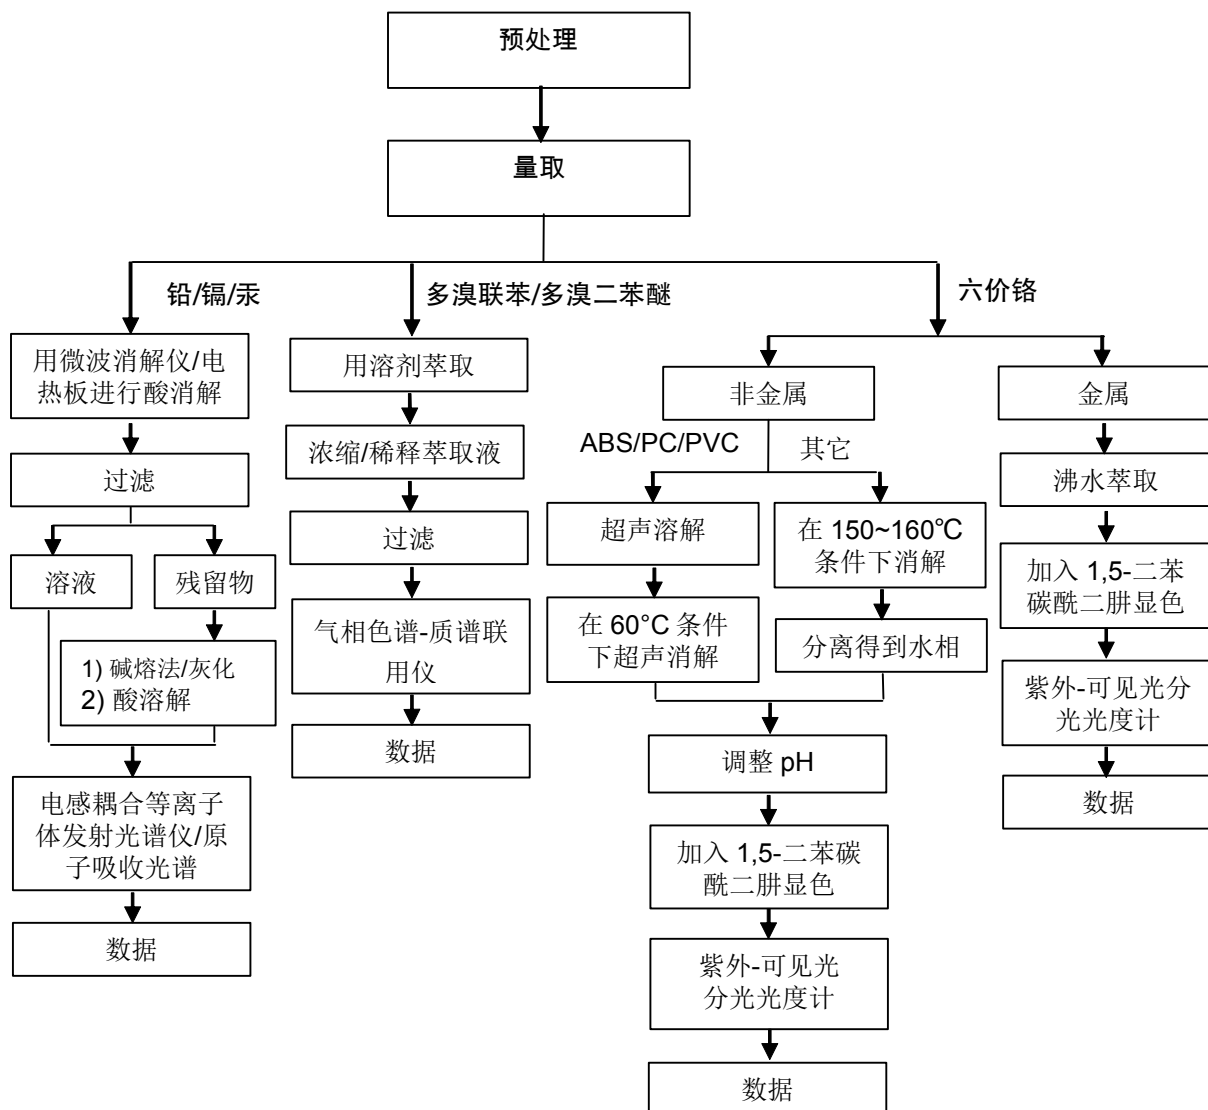 预处理
量取
铅/镉/汞
多溴联苯/多溴二苯醚
六价铬
用微波消解仪/电
热板进行酸消解
过滤
溶液
残留物
1) 碱熔法/灰化
2) 酸溶解
电感耦合等离子
体发射光谱仪/原
子吸收光谱
数据
用溶剂萃取
浓缩/稀释萃取液
过滤
气相色谱-质谱联
用仪
数据
非金属
ABS/PC/PVC
其它
超声溶解
在 60°C 条件
下超声消解
在 150~160℃
条件下消解
分离得到水相
调整 pH
加入 1,5-二苯碳
酰二肼显色
紫外-可见光
分光光度计
数据
金属
沸水萃取
加入 1,5-二苯
碳酰二肼显色
紫外-可见光分
光光度计
数据